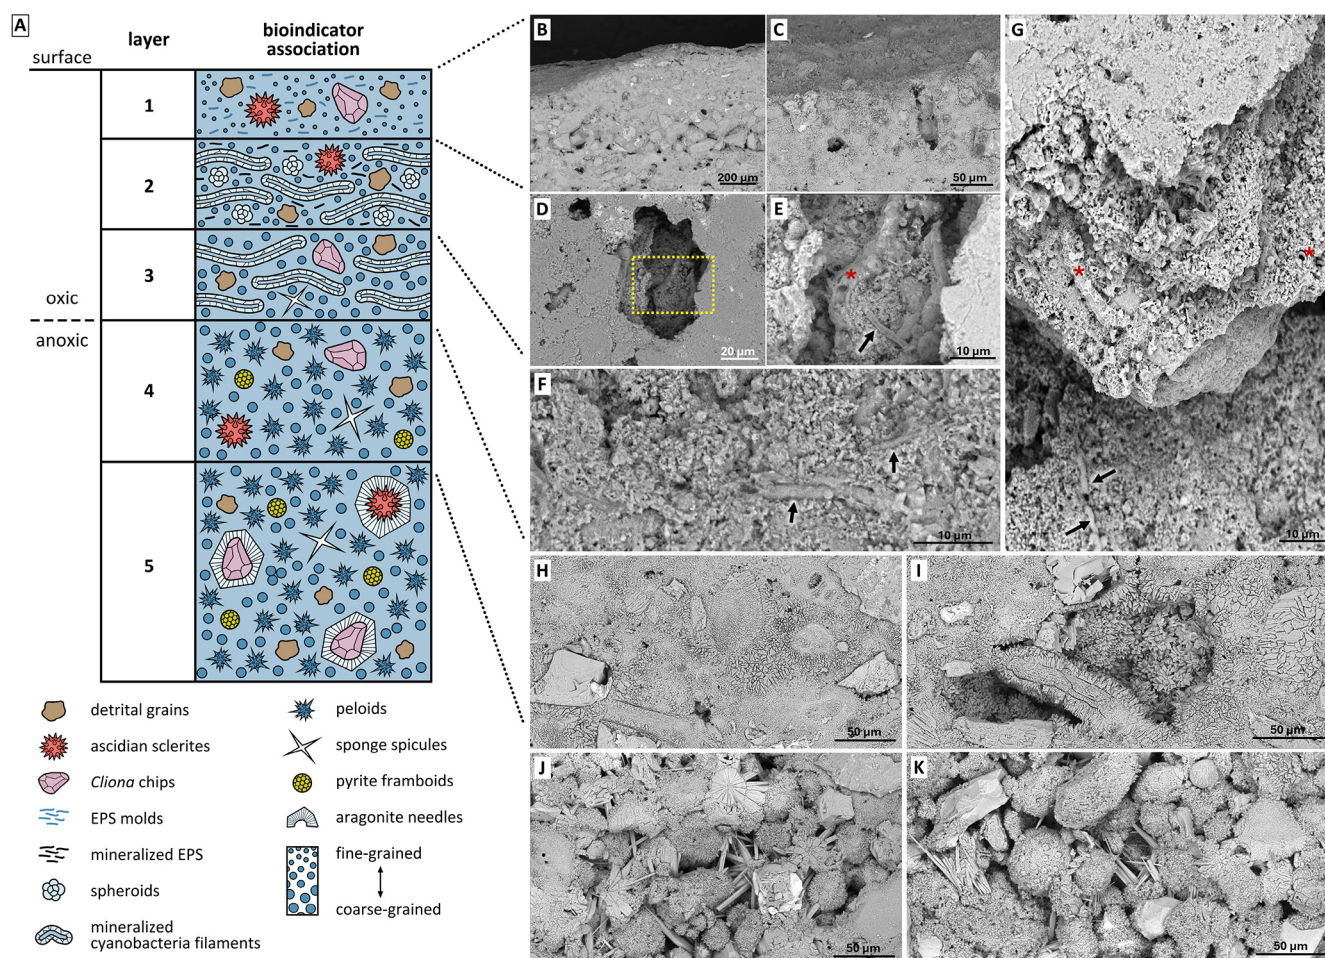 A
layer
bioindicator
association
surface
1
2
3
oxic
anoxic
4
5
detrital grains
ascidian sclerites
Cliona chips
EPS molds
mineralized EPS
spheroids
mineralized
cyanobacteria filaments
peloids
sponge spicules
pyrite framboids
aragonite needles
fine-grained
coarse-grained
B
200 µm
C
50 µm
D
20 µm
E
*
10 µm
F
10 µm
G
*
*
10 µm
H
50 µm
I
50 µm
J
50 µm
K
50 µm